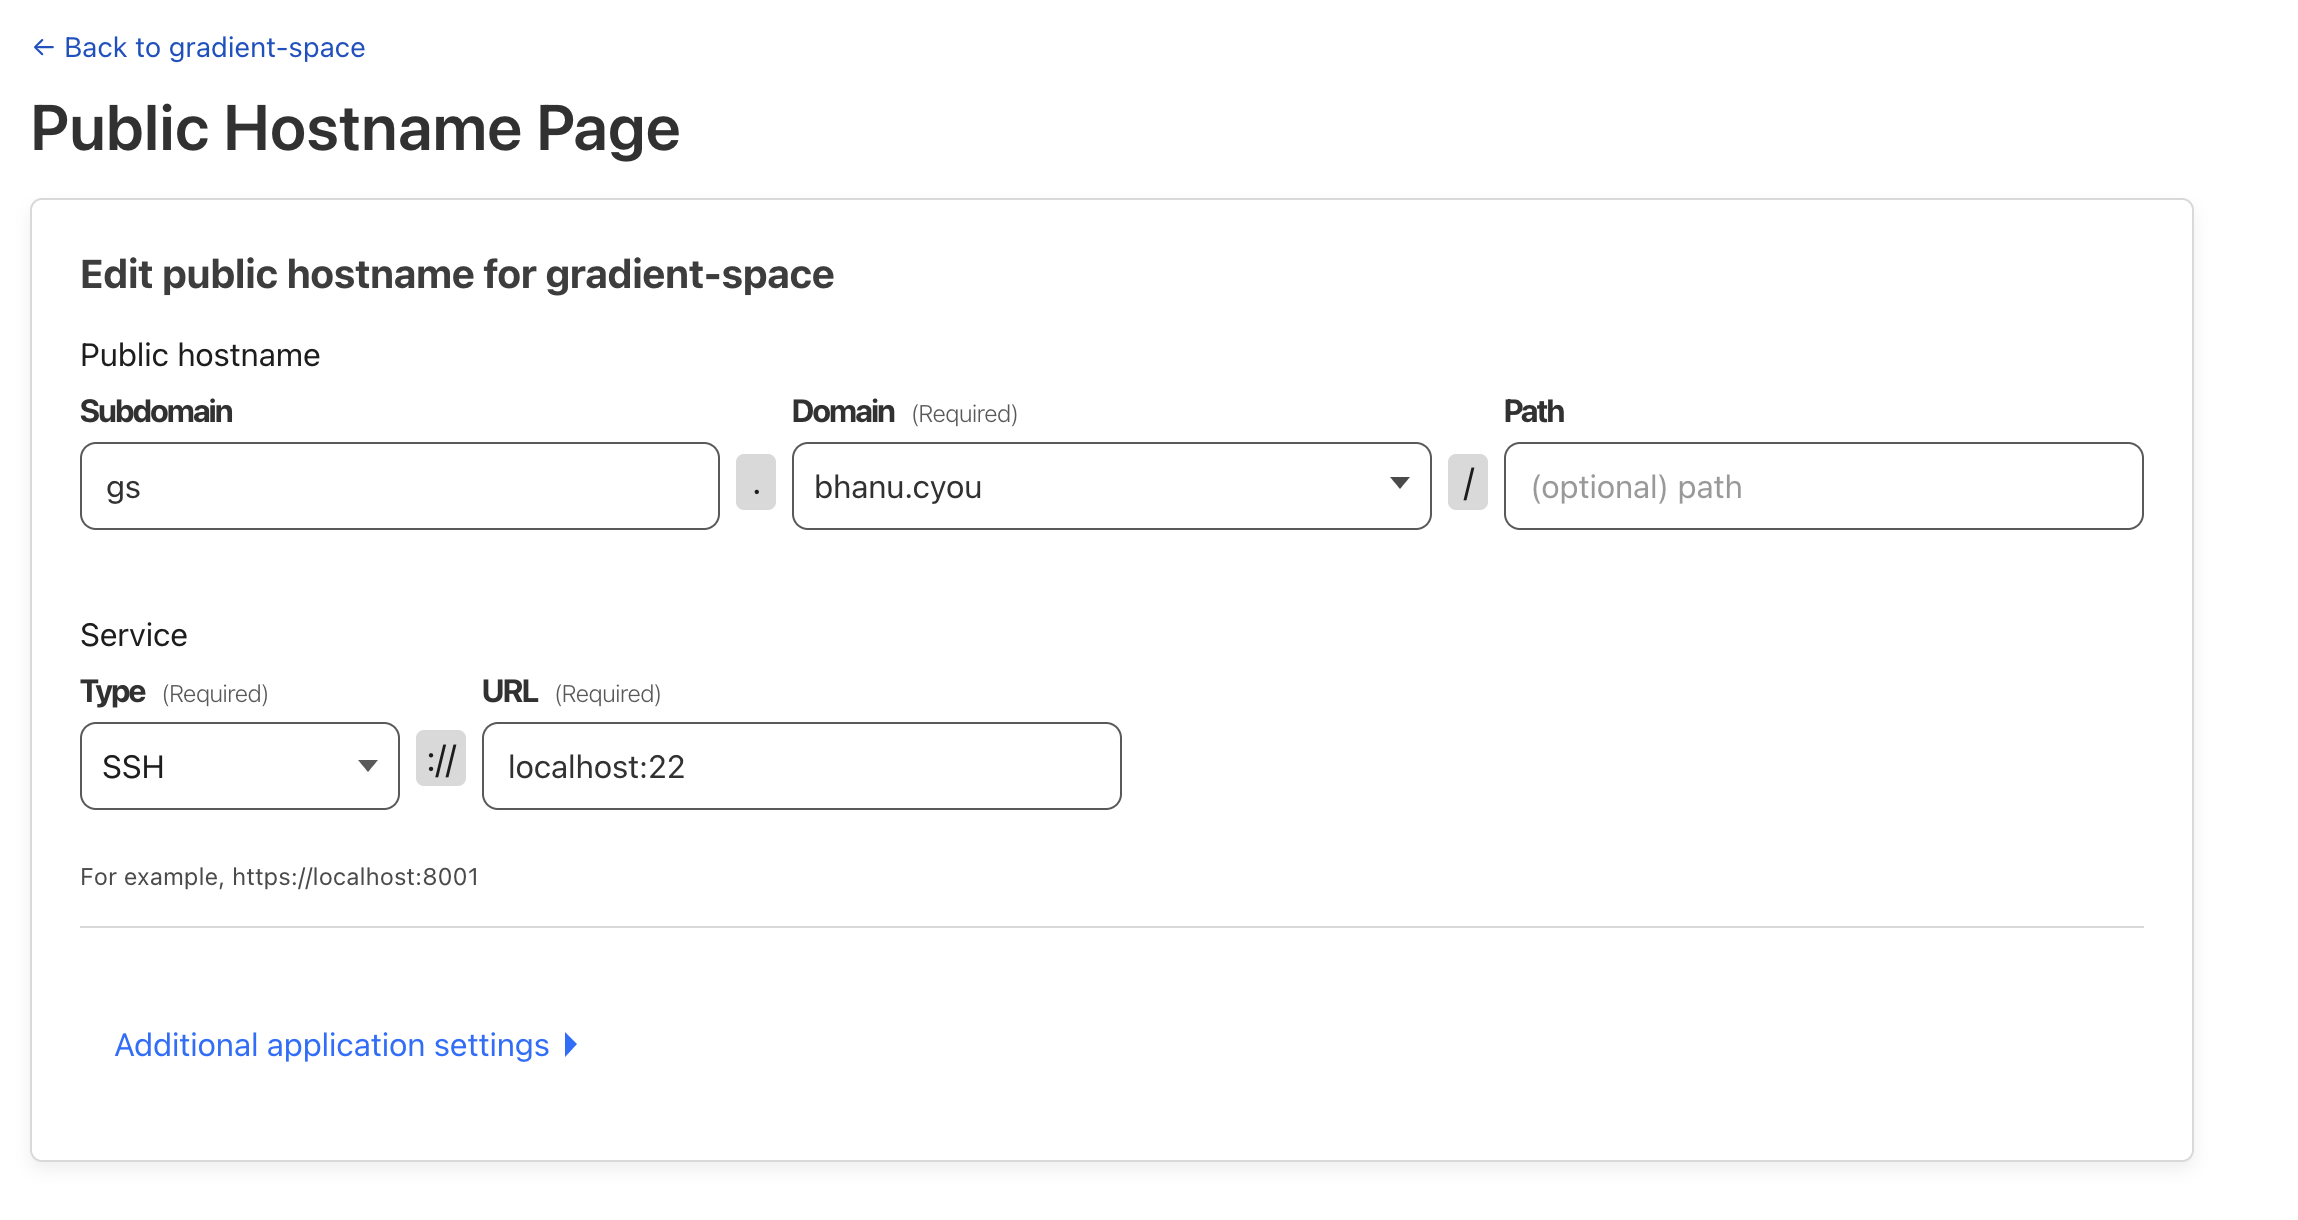 ← Back to gradient-space
Public Hostname Page
Edit public hostname for gradient-space
Public hostname
Subdomain Domain (Required) Path
gs . bhanu.cyou / (optional) path
Service
Type (Required) URL (Required)
SSH :// localhost:22
For example, https://localhost:8001
Additional application settings